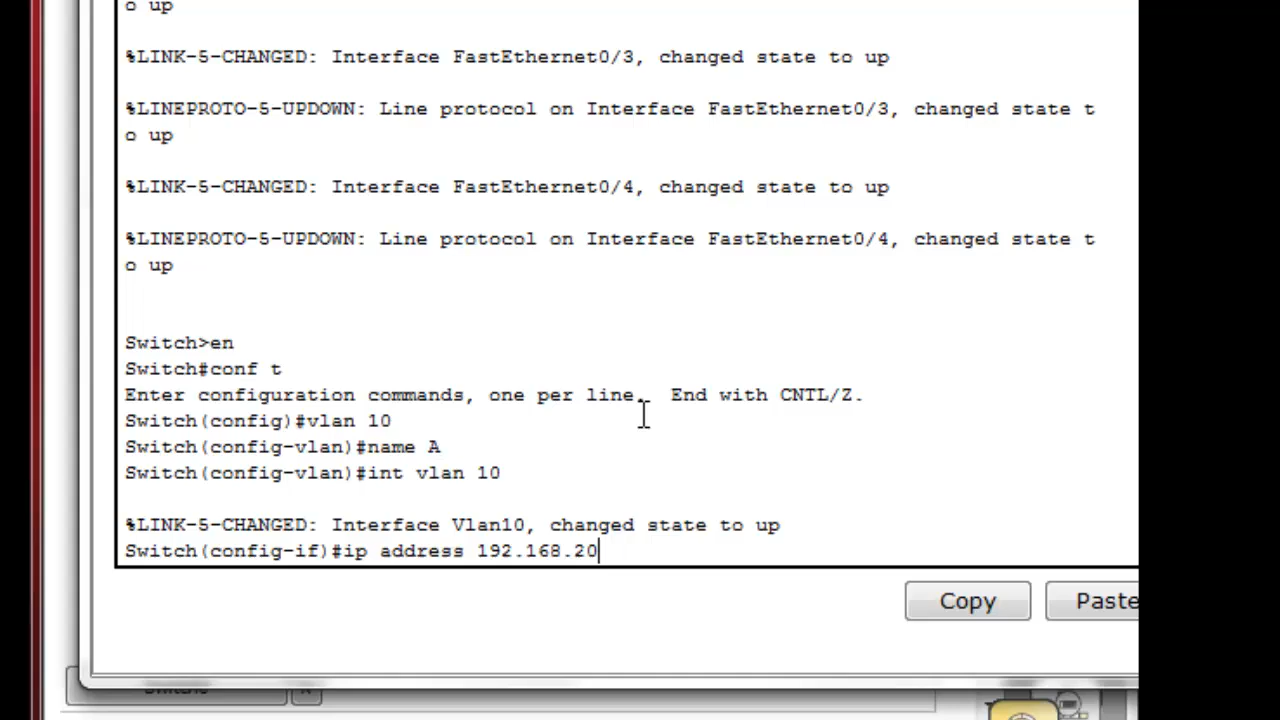 o up
%LINK-5-CHANGED: Interface FastEthernet0/3, changed state to up
%LINEPROTO-5-UPDOWN: Line protocol on Interface FastEthernet0/3, changed state t
o up
%LINK-5-CHANGED: Interface FastEthernet0/4, changed state to up
%LINEPROTO-5-UPDOWN: Line protocol on Interface FastEthernet0/4, changed state t
o up
Switch>en
Switch#conf t
Enter configuration commands, one per line.  End with CNTL/Z.
Switch(config)#vlan 10
Switch(config-vlan)#name A
Switch(config-vlan)#int vlan 10
%LINK-5-CHANGED: Interface Vlan10, changed state to up
Switch(config-if)#ip address 192.168.20
Copy
Paste